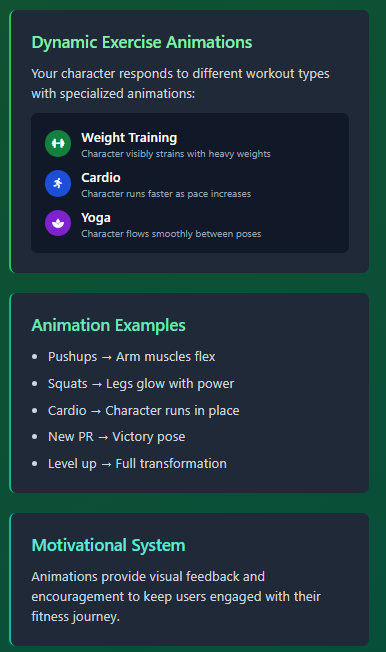 Dynamic Exercise Animations
Your character responds to different workout types
with specialized animations:
Weight Training
Character visibly strains with heavy weights
Cardio
Character runs faster as pace increases
Yoga
Character flows smoothly between poses
Animation Examples
• Pushups → Arm muscles flex
• Squats → Legs glow with power
• Cardio → Character runs in place
• New PR → Victory pose
• Level up → Full transformation
Motivational System
Animations provide visual feedback and
encouragement to keep users engaged with their
fitness journey.